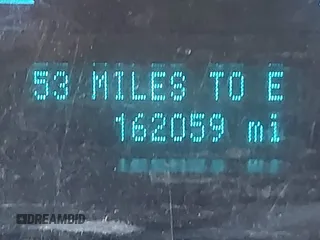 53 MILES TO E
162059 mi
DREAMBID